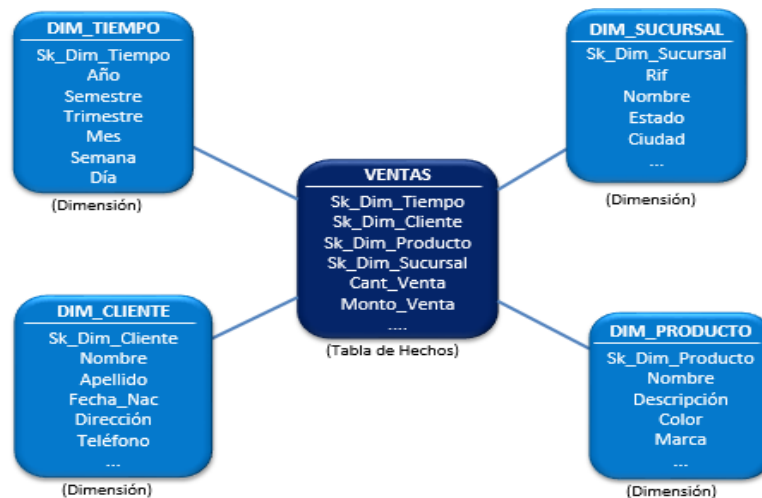 DIM_TIEMPO
Sk_Dim_Tiempo
Año
Semestre
Trimestre
Mes
Semana
Día
(Dimensión)
DIM_SUCURSAL
Sk_Dim_Sucursal
Rif
Nombre
Estado
Ciudad
...
(Dimensión)
VENTAS
Sk_Dim_Tiempo
Sk_Dim_Cliente
Sk_Dim_Producto
Sk_Dim_Sucursal
Cant_Venta
Monto_Venta
....
(Tabla de Hechos)
DIM_CLIENTE
Sk_Dim_Cliente
Nombre
Apellido
Fecha_Nac
Dirección
Teléfono
...
(Dimensión)
DIM_PRODUCTO
Sk_Dim_Producto
Nombre
Descripción
Color
Marca
...
(Dimensión)